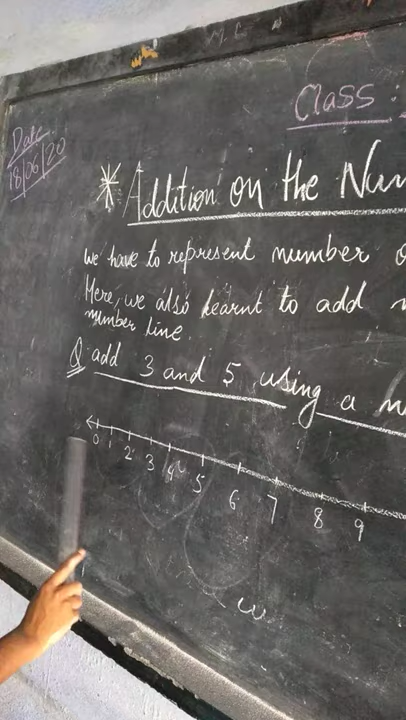 Class :
Date
18/06/20
* Addition on the Nu
We have to represent number
Here, we also learnt to add
number line.
Q add 3 and 5 using a
0 1 2 3 4 5 6 7 8 9